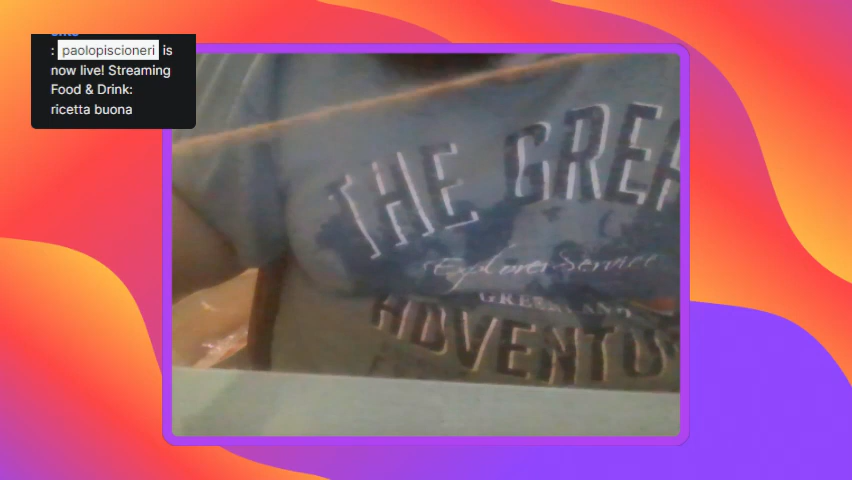 : paolopiscioneri is
now live! Streaming
Food & Drink:
ricetta buona
THE GREA
Explorer Service
ADVENTU